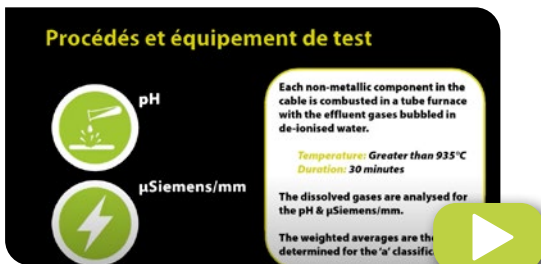 Procédés et équipement de test
pH
µSiemens/mm
Each non-metallic component in the
cable is combusted in a tube furnace
with the effluent gases bubbled in
de-ionised water.
Temperature: Greater than 935°C
Duration: 30 minutes
The dissolved gases are analysed for
the pH & µSiemens/mm.
The weighted averages are
determined for the 'a'